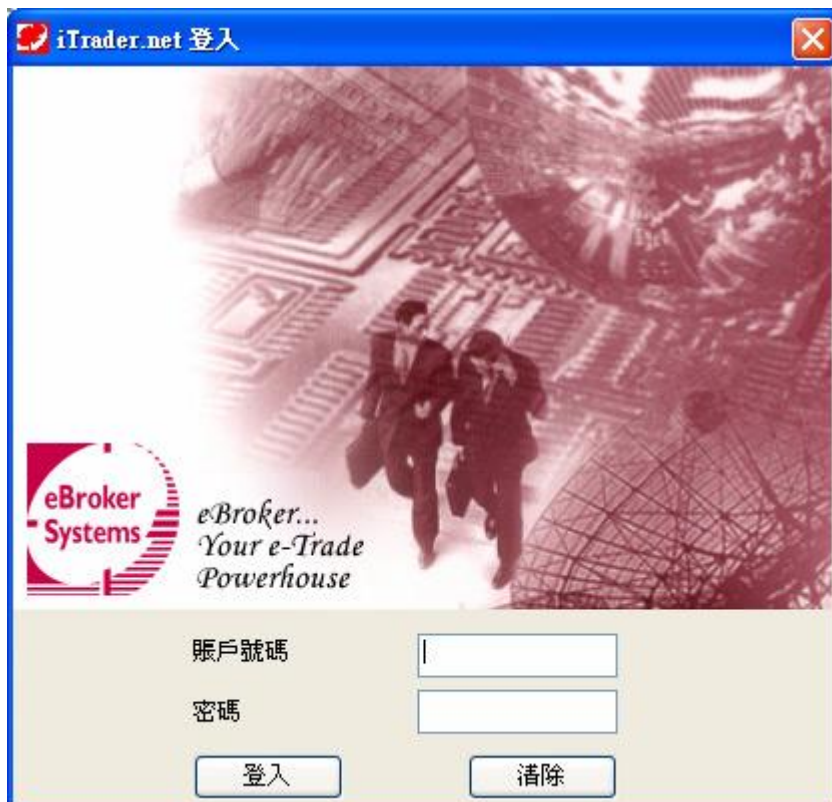 iTrader.net 登入
eBroker
Systems
eBroker...
Your e-Trade
Powerhouse
賬戶號碼
密碼
登入
清除